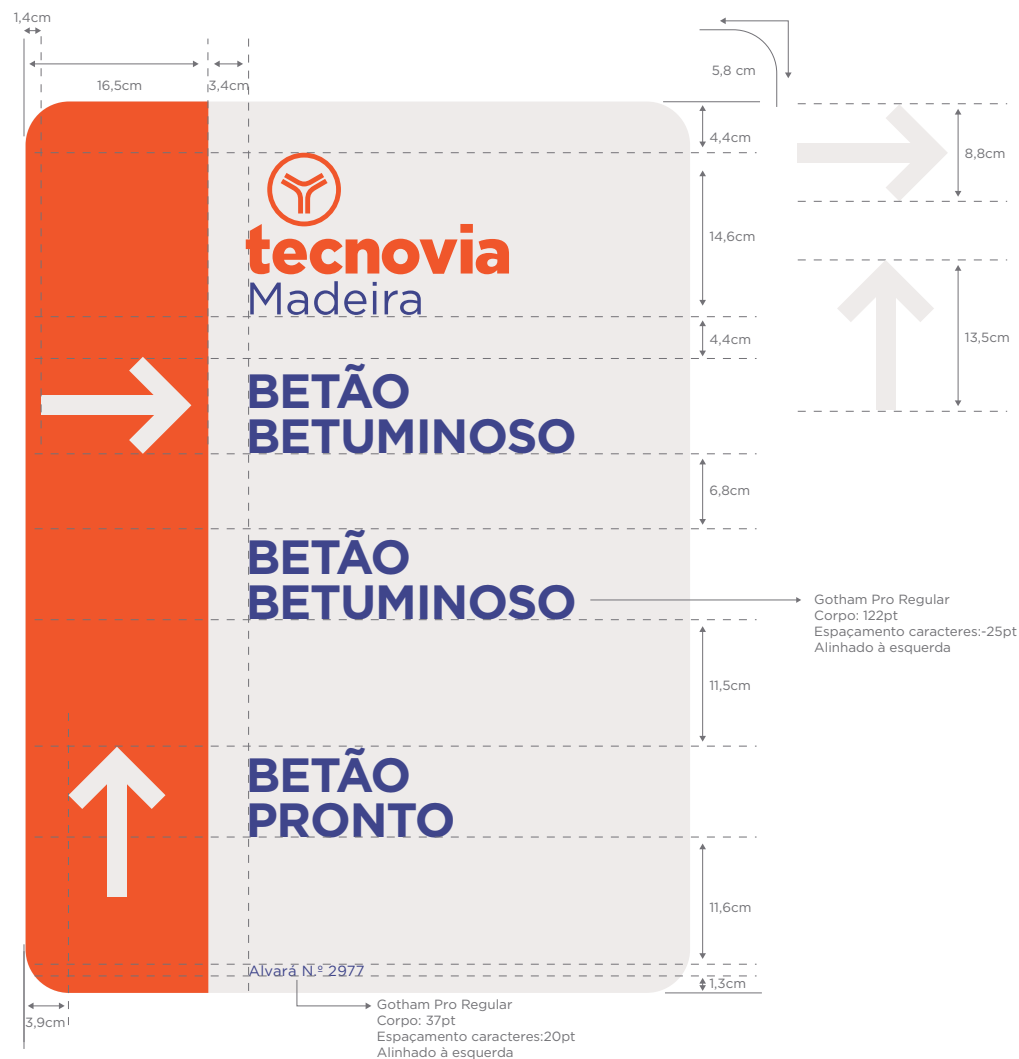 1,4cm
16,5cm
3,4cm
5,8 cm
4,4cm
8,8cm
tecnovia
Madeira
14,6cm
4,4cm
13,5cm
BETÃO
BETUMINOSO
6,8cm
BETÃO
BETUMINOSO
Gotham Pro Regular
Corpo: 122pt
Espaçamento caracteres:-25pt
Alinhado à esquerda
11,5cm
BETÃO
PRONTO
11,6cm
Alvará N.º 2977
1,3cm
3,9cm
Gotham Pro Regular
Corpo: 37pt
Espaçamento caracteres:20pt
Alinhado à esquerda